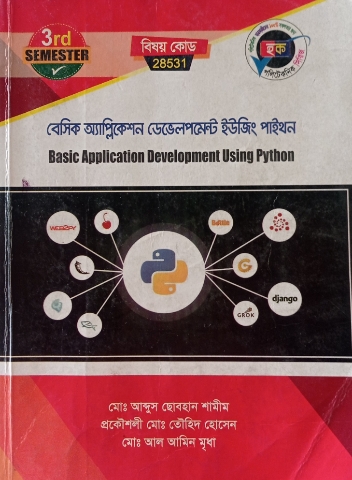 3rd
SEMESTER
বিষয় কোড
28531
হক
বেসিক অ্যাপ্লিকেশন ডেভেলপমেন্ট ইউজিং পাইথন
Basic Application Development Using Python
WEB2PY
Bottle
G
GROK
django
মোঃ আব্দুস ছোবহান শামীম
প্রকৌশলী মোঃ তৌহিদ হোসেন
মোঃ আল আমিন মৃধা